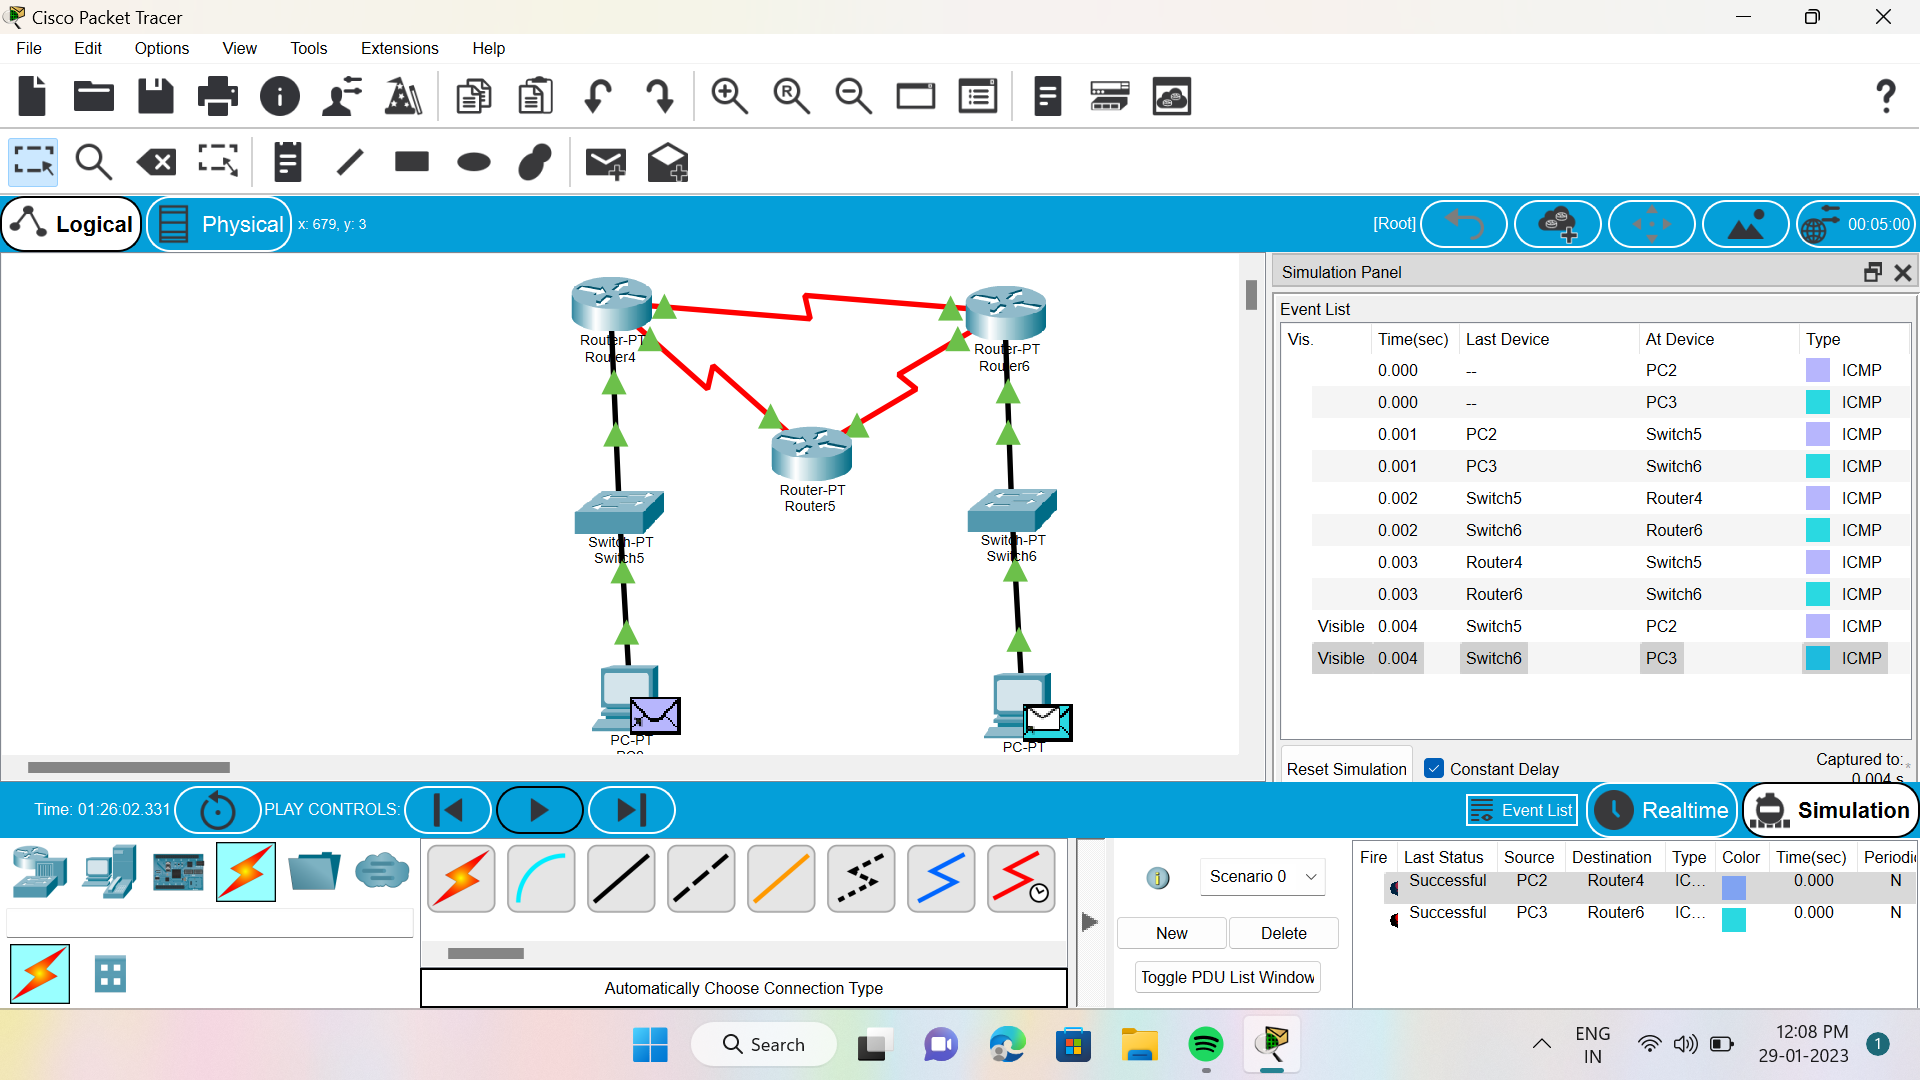 Cisco Packet Tracer
File Edit Options View Tools Extensions Help
Logical Physical x: 679, y: 3 [Root] 00:05:00
Simulation Panel
Event List
Vis. Time(sec) Last Device At Device Type
0.000 -- PC2 ICMP
0.000 -- PC3 ICMP
0.001 PC2 Switch5 ICMP
0.001 PC3 Switch6 ICMP
0.002 Switch5 Router4 ICMP
0.002 Switch6 Router6 ICMP
0.003 Router4 Switch5 ICMP
0.003 Router6 Switch6 ICMP
Visible 0.004 Switch5 PC2 ICMP
Visible 0.004 Switch6 PC3 ICMP
Reset Simulation Constant Delay Captured to: *
0.004 s
Router-PT
Router4
Router-PT
Router6
Router-PT
Router5
Switch-PT
Switch5
Switch-PT
Switch6
PC-PT
PC-PT
Time: 01:26:02.331 PLAY CONTROLS: Event List Realtime Simulation
Automatically Choose Connection Type
Scenario 0
New Delete
Toggle PDU List Window
Fire Last Status Source Destination Type Color Time(sec) Periodic
Successful PC2 Router4 IC... 0.000 N
Successful PC3 Router6 IC... 0.000 N
Search
ENG
IN
12:08 PM
29-01-2023
1